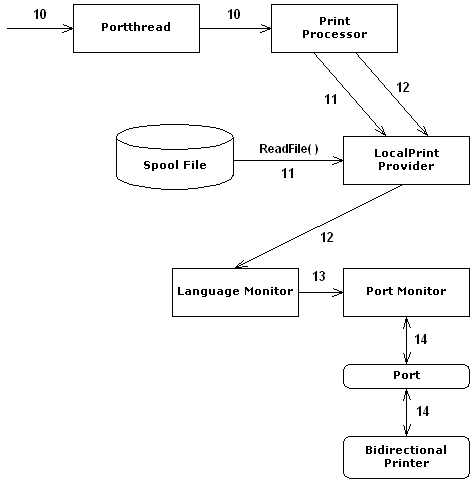 10
Portthread
10
Print
Processor
11
12
Spool File
ReadFile( )
11
LocalPrint
Provider
12
Language Monitor
13
Port Monitor
14
Port
14
Bidirectional
Printer